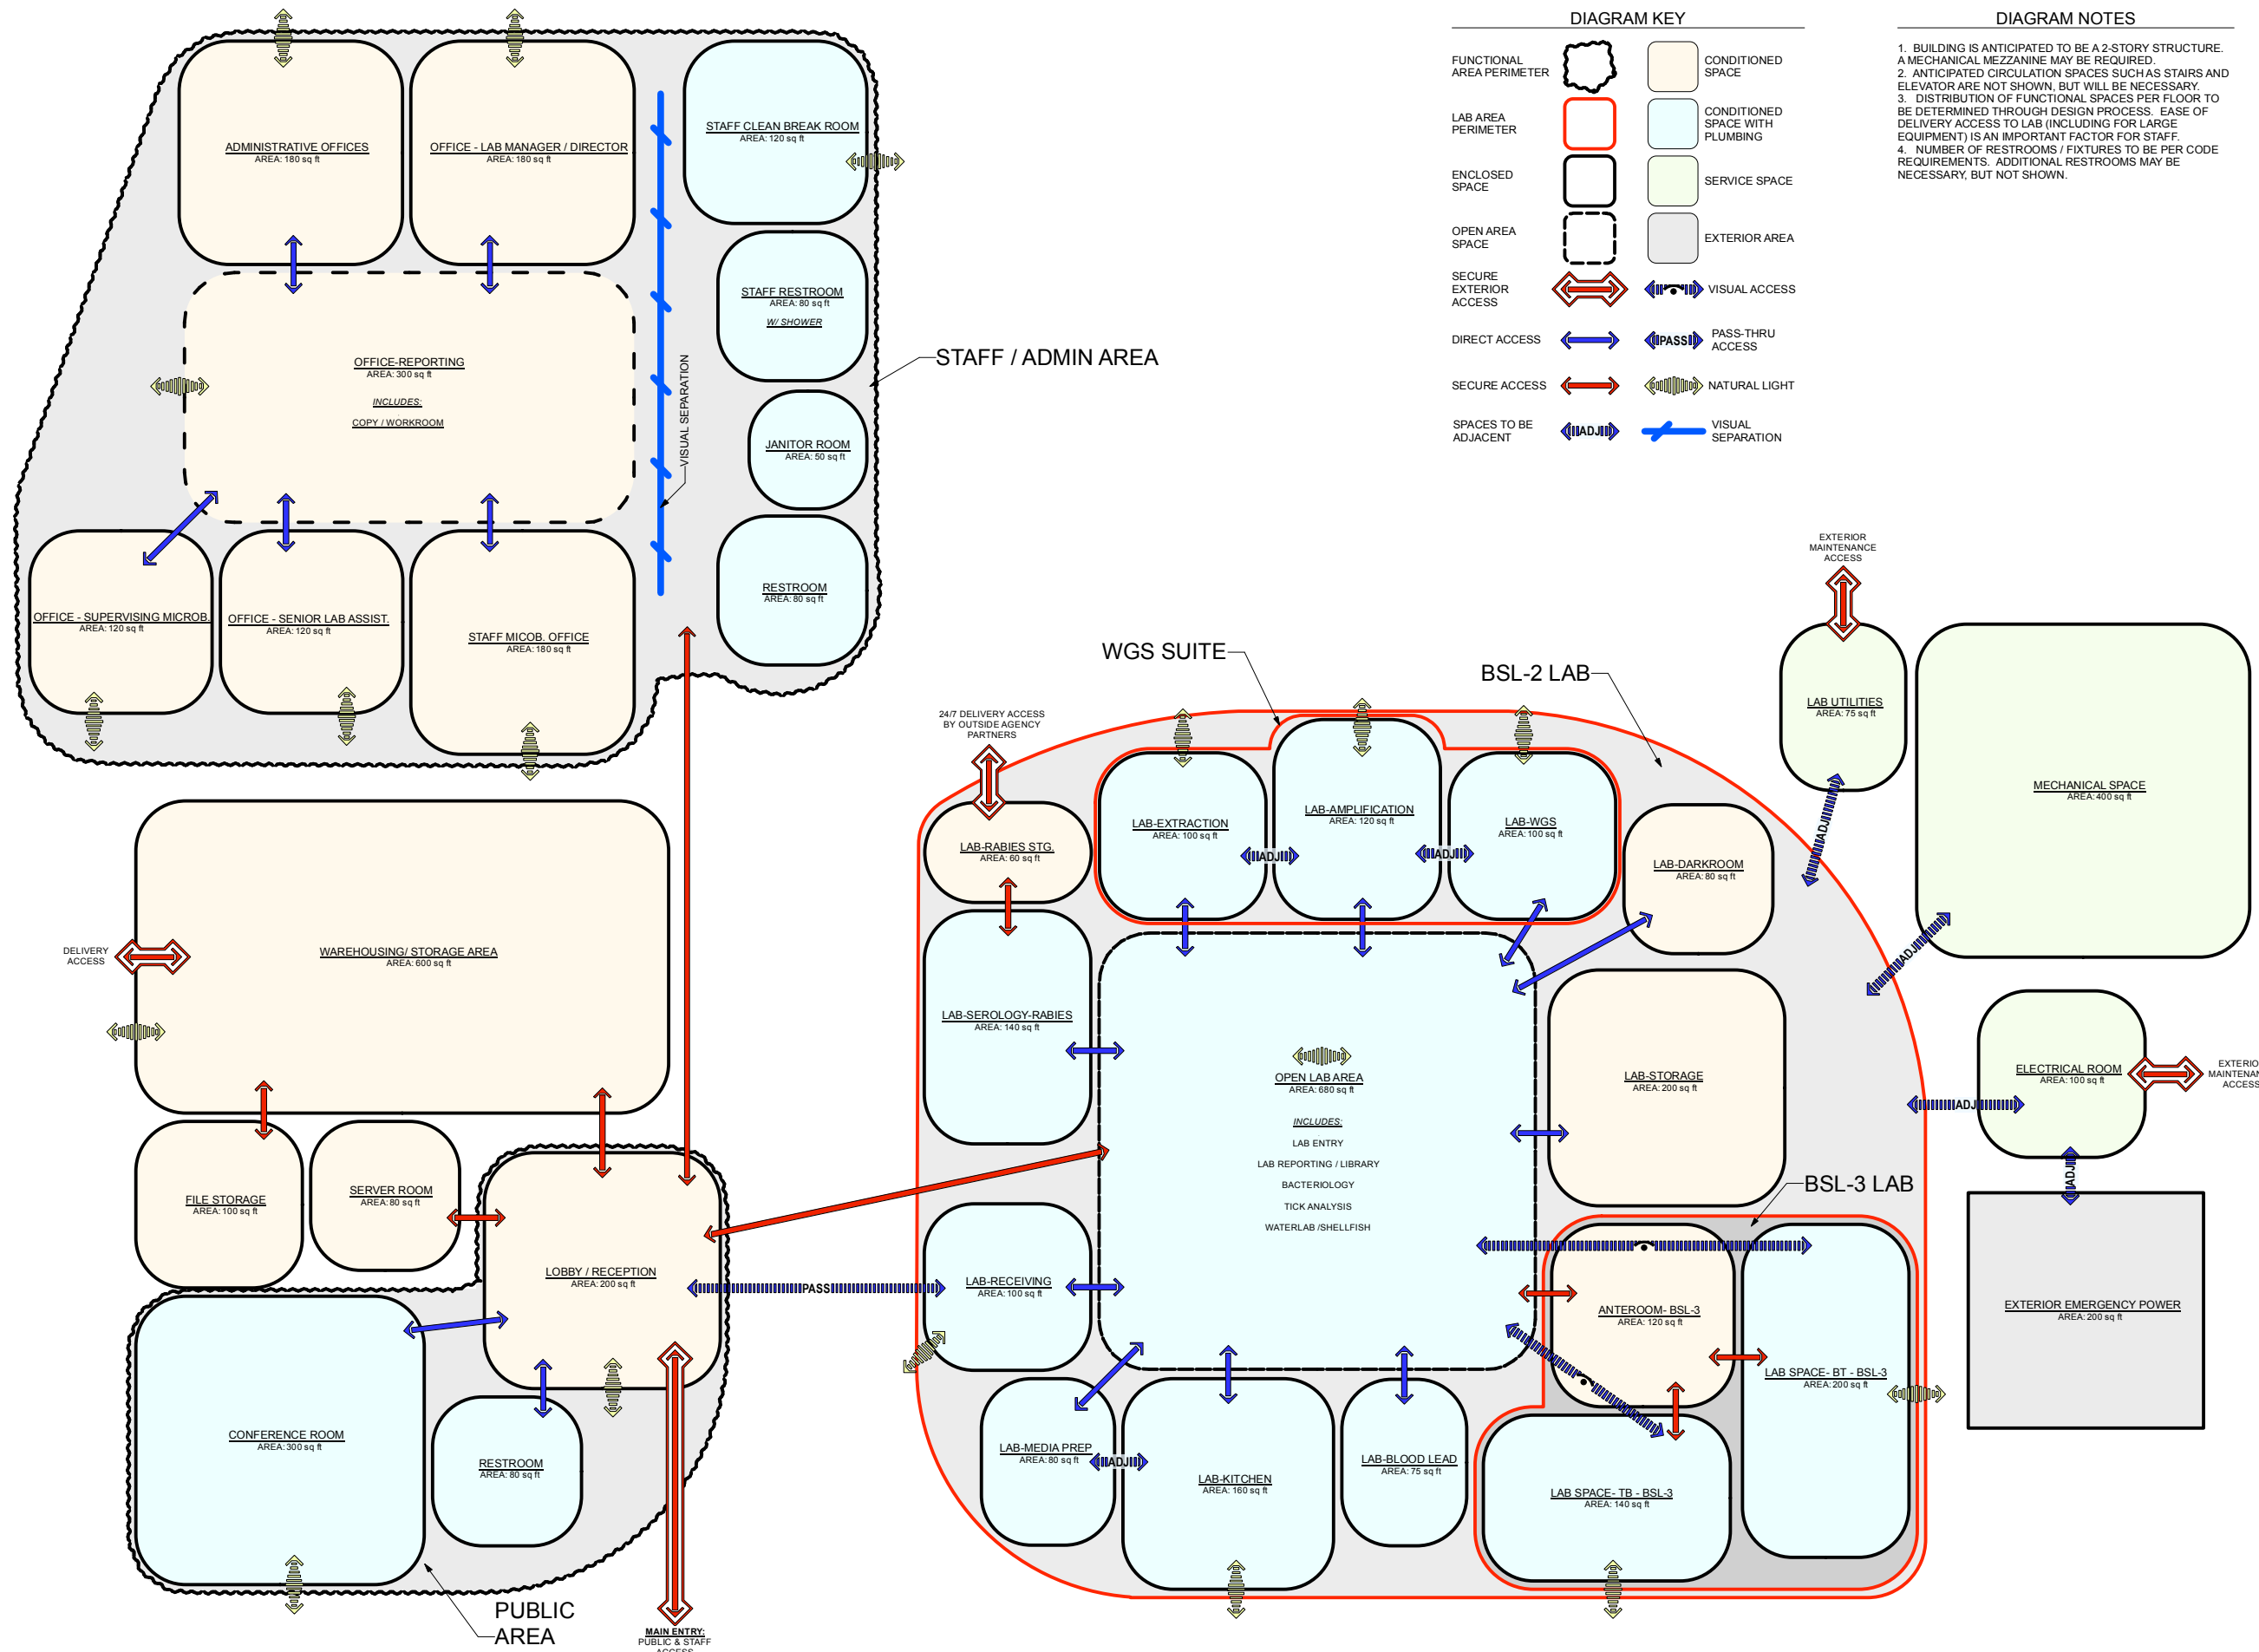 DIAGRAM KEY
FUNCTIONAL
AREA PERIMETER
CONDITIONED
SPACE
LAB AREA
PERIMETER
CONDITIONED
SPACE WITH
PLUMBING
ENCLOSED
SPACE
SERVICE SPACE
OPEN AREA
SPACE
EXTERIOR AREA
SECURE
EXTERIOR
ACCESS
VISUAL ACCESS
DIRECT ACCESS
PASS
PASS-THRU
ACCESS
SECURE ACCESS
NATURAL LIGHT
SPACES TO BE
ADJACENT
ADJ
VISUAL
SEPARATION
DIAGRAM NOTES
1. BUILDING IS ANTICIPATED TO BE A 2-STORY STRUCTURE.
A MECHANICAL MEZZANINE MAY BE REQUIRED.
2. ANTICIPATED CIRCULATION SPACES SUCH AS STAIRS AND
ELEVATOR ARE NOT SHOWN, BUT WILL BE NECESSARY.
3. DISTRIBUTION OF FUNCTIONAL SPACES PER FLOOR TO
BE DETERMINED THROUGH DESIGN PROCESS. EASE OF
DELIVERY ACCESS TO LAB (INCLUDING FOR LARGE
EQUIPMENT) IS AN IMPORTANT FACTOR FOR STAFF.
4. NUMBER OF RESTROOMS / FIXTURES TO BE PER CODE
REQUIREMENTS. ADDITIONAL RESTROOMS MAY BE
NECESSARY, BUT NOT SHOWN.
ADMINISTRATIVE OFFICES
AREA: 180 sq ft
OFFICE - LAB MANAGER / DIRECTOR
AREA: 180 sq ft
STAFF CLEAN BREAK ROOM
AREA: 120 sq ft
STAFF RESTROOM
AREA: 80 sq ft
W/ SHOWER
OFFICE-REPORTING
AREA: 300 sq ft
INCLUDES:
COPY / WORKROOM
VISUAL SEPARATION
STAFF / ADMIN AREA
JANITOR ROOM
AREA: 50 sq ft
RESTROOM
AREA: 80 sq ft
OFFICE - SUPERVISING MICROB.
AREA: 120 sq ft
OFFICE - SENIOR LAB ASSIST.
AREA: 120 sq ft
STAFF MICOB. OFFICE
AREA: 180 sq ft
WAREHOUSING/ STORAGE AREA
AREA: 600 sq ft
DELIVERY
ACCESS
FILE STORAGE
AREA: 100 sq ft
SERVER ROOM
AREA: 80 sq ft
LOBBY / RECEPTION
AREA: 200 sq ft
CONFERENCE ROOM
AREA: 300 sq ft
RESTROOM
AREA: 80 sq ft
PUBLIC
AREA
MAIN ENTRY:
PUBLIC & STAFF
ACCESS
PASS
WGS SUITE
BSL-2 LAB
24/7 DELIVERY ACCESS
BY OUTSIDE AGENCY
PARTNERS
LAB-RABIES STG.
AREA: 60 sq ft
LAB-EXTRACTION
AREA: 100 sq ft
ADJ
LAB-AMPLIFICATION
AREA: 120 sq ft
ADJ
LAB-WGS
AREA: 100 sq ft
LAB-DARKROOM
AREA: 80 sq ft
LAB-SEROLOGY-RABIES
AREA: 140 sq ft
OPEN LAB AREA
AREA: 680 sq ft
INCLUDES:
LAB ENTRY
LAB REPORTING / LIBRARY
BACTERIOLOGY
TICK ANALYSIS
WATERLAB /SHELLFISH
LAB-STORAGE
AREA: 200 sq ft
LAB-RECEIVING
AREA: 100 sq ft
LAB-MEDIA PREP
AREA: 80 sq ft
ADJ
LAB-KITCHEN
AREA: 160 sq ft
LAB-BLOOD LEAD
AREA: 75 sq ft
BSL-3 LAB
ANTEROOM- BSL-3
AREA: 120 sq ft
LAB SPACE- BT - BSL-3
AREA: 200 sq ft
LAB SPACE- TB - BSL-3
AREA: 140 sq ft
EXTERIOR
MAINTENANCE
ACCESS
LAB UTILITIES
AREA: 75 sq ft
ADJ
MECHANICAL SPACE
AREA: 400 sq ft
ADJ
ELECTRICAL ROOM
AREA: 100 sq ft
ADJ
EXTERIO
MAINTENAN
ACCESS
ADJ
EXTERIOR EMERGENCY POWER
AREA: 200 sq ft